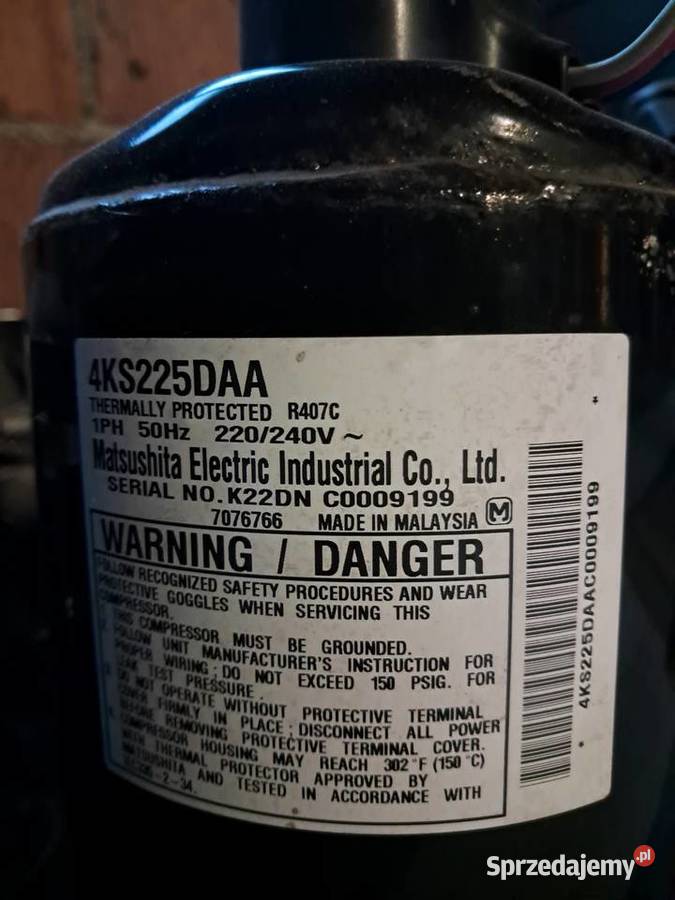 4KS225DAA
THERMALLY PROTECTED R407C
1PH 50Hz 220/240V ~
Matsushita Electric Industrial Co., Ltd.
SERIAL NO. K22DN C0009199
7076766 MADE IN MALAYSIA M
WARNING / DANGER
FOLLOW RECOGNIZED SAFETY PROCEDURES AND WEAR
PROTECTIVE GOGGLES WHEN SERVICING THIS
COMPRESSOR.
THIS COMPRESSOR MUST BE GROUNDED.
FOLLOW UNIT MANUFACTURER'S INSTRUCTION FOR
PROPER WIRING ; DO NOT EXCEED 150 PSIG. FOR
LEAK TEST PRESSURE.
DO NOT OPERATE WITHOUT PROTECTIVE TERMINAL
COVER FIRMLY IN PLACE ; DISCONNECT ALL POWER
BEFORE REMOVING PROTECTIVE TERMINAL COVER.
COMPRESSOR HOUSING MAY REACH 302 °F (150 °C)
WITH THERMAL PROTECTOR APPROVED BY
MATSUSHITA AND TESTED IN ACCORDANCE WITH
-2-34.
4KS225DAAC0009199
Sprzedajemy.pl